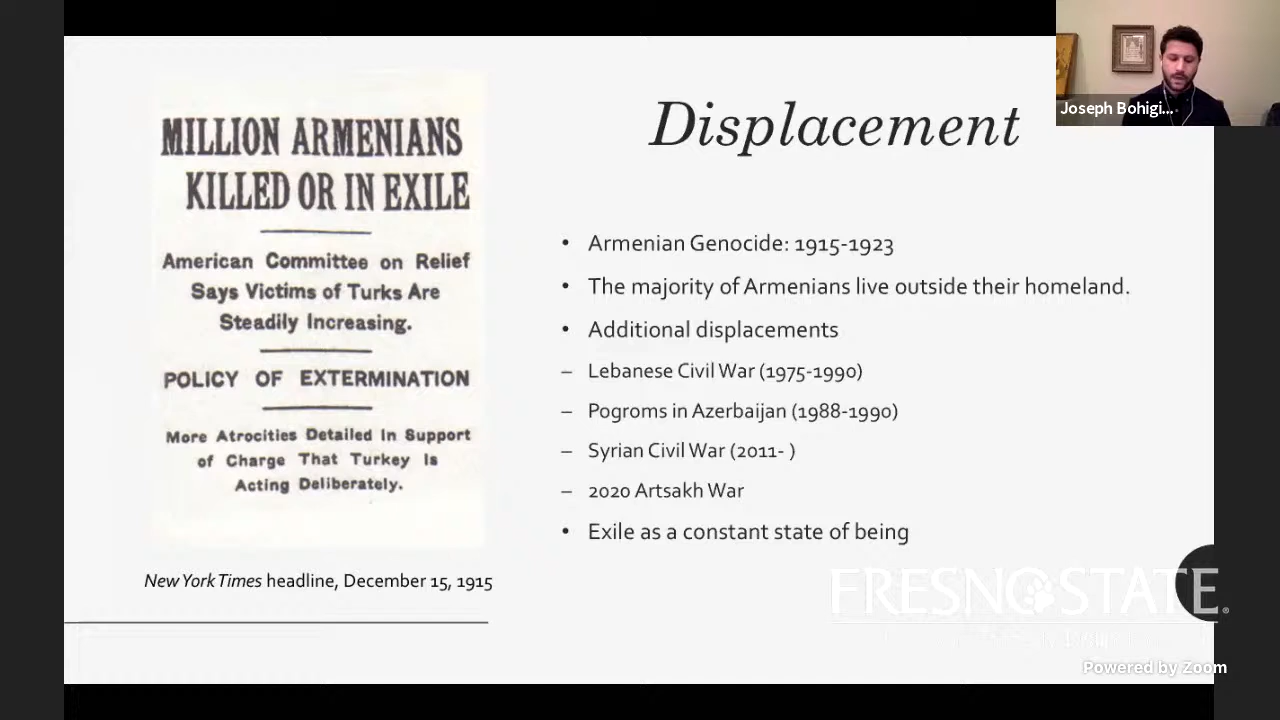 MILLION ARMENIANS
KILLED OR IN EXILE
American Committee on Relief
Says Victims of Turks Are
Steadily Increasing.
POLICY OF EXTERMINATION
More Atrocities Detailed in Support
of Charge That Turkey Is
Acting Deliberately.
New York Times headline, December 15, 1915
Displacement
• Armenian Genocide: 1915-1923
• The majority of Armenians live outside their homeland.
• Additional displacements
– Lebanese Civil War (1975-1990)
– Pogroms in Azerbaijan (1988-1990)
– Syrian Civil War (2011- )
– 2020 Artsakh War
• Exile as a constant state of being
Joseph Bohigi...
FRESNO STATE®
Powered by Zoom